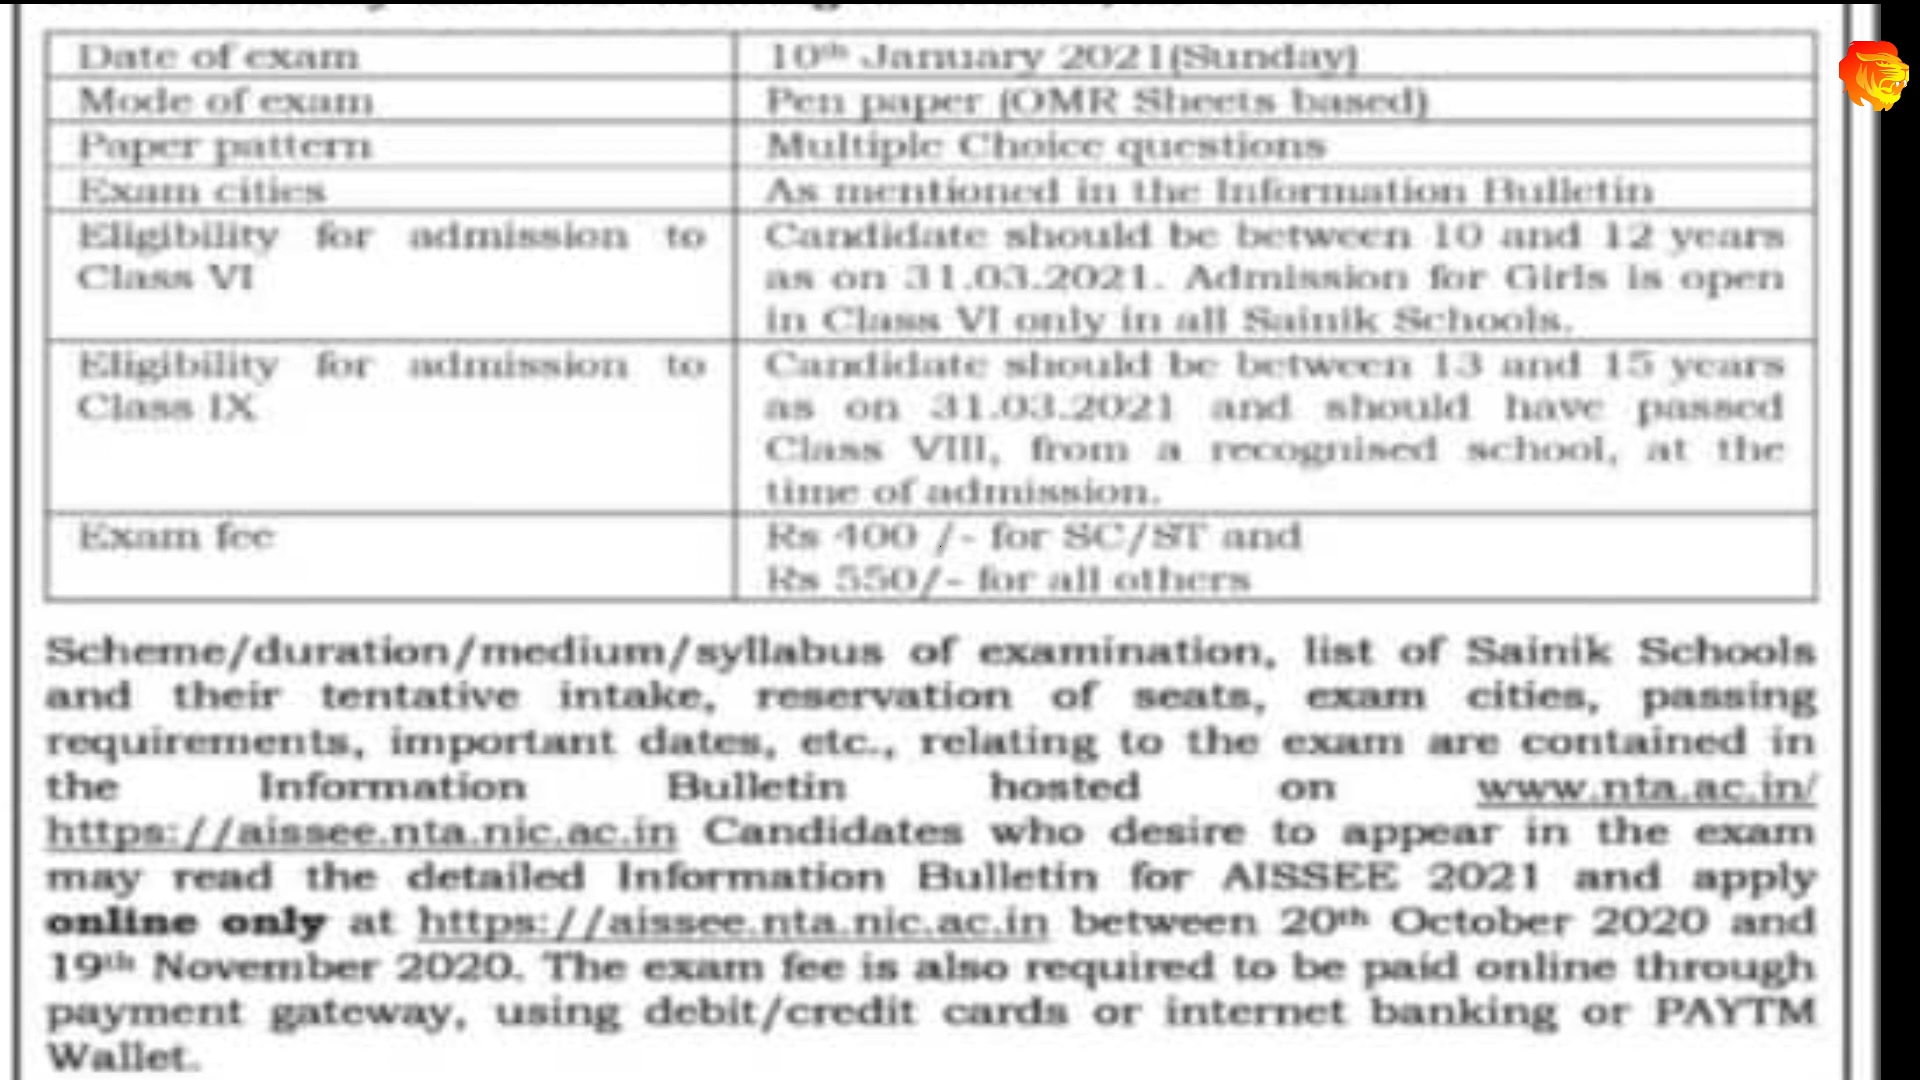 Date of exam
10th January 2021(Sunday)
Mode of exam
Pen paper (OMR Sheets based)
Paper pattern
Multiple Choice questions
Exam cities
As mentioned in the Information Bulletin
Eligibility for admission to
Class VI
Candidate should be between 10 and 12 years
as on 31.03.2021. Admission for Girls is open
in Class VI only in all Sainik Schools.
Eligibility for admission to
Class IX
Candidate should be between 13 and 15 years
as on 31.03.2021 and should have passed
Class VIII, from a recognised school, at the
time of admission.
Exam fee
Rs 400 /- for SC/ST and
Rs 550/- for all others
Scheme/duration/medium/syllabus of examination, list of Sainik Schools
and their tentative intake, reservation of seats, exam cities, passing
requirements, important dates, etc., relating to the exam are contained in
the Information Bulletin hosted on www.nta.ac.in/
https://aissee.nta.nic.ac.in Candidates who desire to appear in the exam
may read the detailed Information Bulletin for AISSEE 2021 and apply
online only at https://aissee.nta.nic.ac.in between 20th October 2020 and
19th November 2020. The exam fee is also required to be paid online through
payment gateway, using debit/credit cards or internet banking or PAYTM
Wallet.